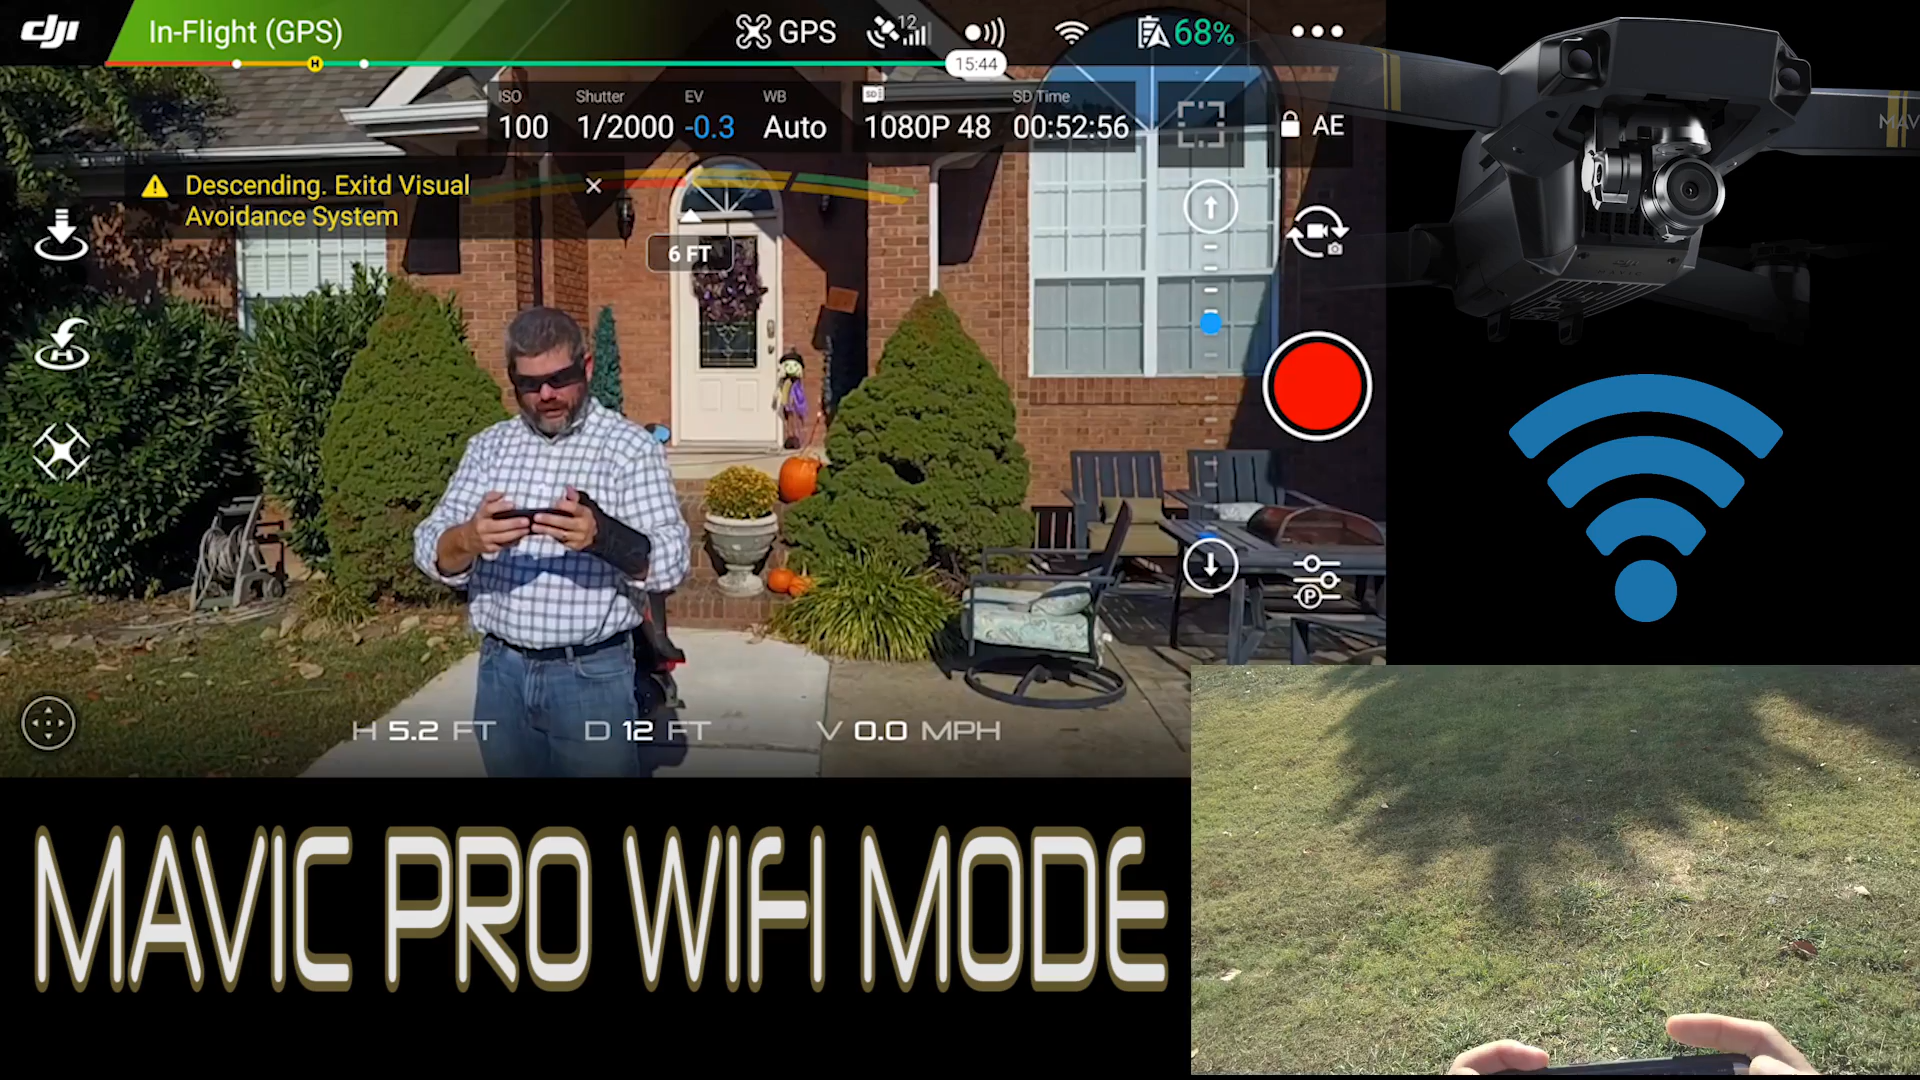 dji
In-Flight (GPS)
GPS
12
68%
H
15:44
ISO
100
Shutter
1/2000
EV
-0.3
WB
Auto
SD
1080P 48
SD Time
00:52:56
AE
Descending. Exitd Visual
Avoidance System
6 FT
H
P
H 5.2 FT
D 12 FT
V 0.0 MPH
MAV
MAVIC PRO WIFI MODE